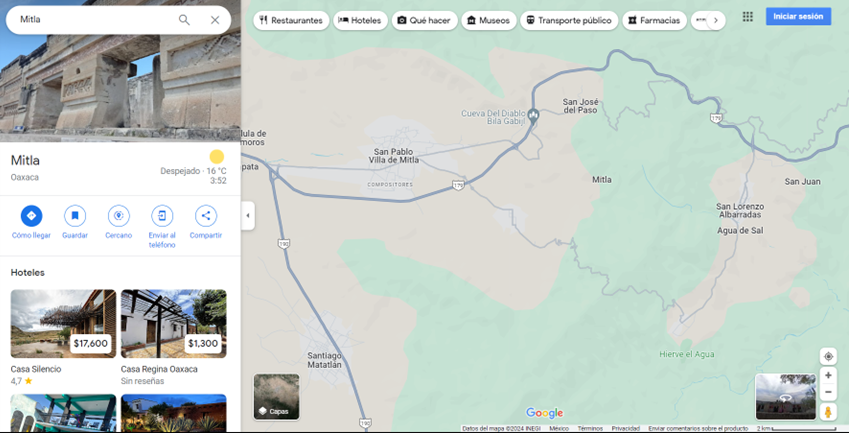 Mitla
Restaurantes
Hoteles
Qué hacer
Museos
Transporte público
Farmacias
Iniciar sesión
Mitla
Oaxaca
Despejado · 16 °C
3:52
Cómo llegar
Guardar
Cercano
Enviar al
teléfono
Compartir
Hoteles
$17,600
$1,300
Casa Silencio
4,7
Casa Regina Oaxaca
Sin reseñas
lula de
moros
pata
San Pablo
Villa de Mitla
COMPOSITORES
Cueva Del Diablo
Bila Gabijl
San José
del Paso
179
179
Mitla
San Juan
San Lorenzo
Albarradas
Agua de Sal
190
Santiago
Matatlán
Hierve el Agua
190
Capas
Google
Datos del mapa ©2024 INEGI
México
Términos
Privacidad
Enviar comentarios sobre el producto
2 km